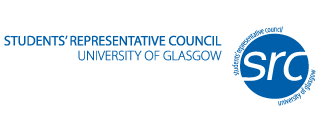 STUDENTS' REPRESENTATIVE COUNCIL
UNIVERSITY OF GLASGOW
students' representative council
src
university of glasgow